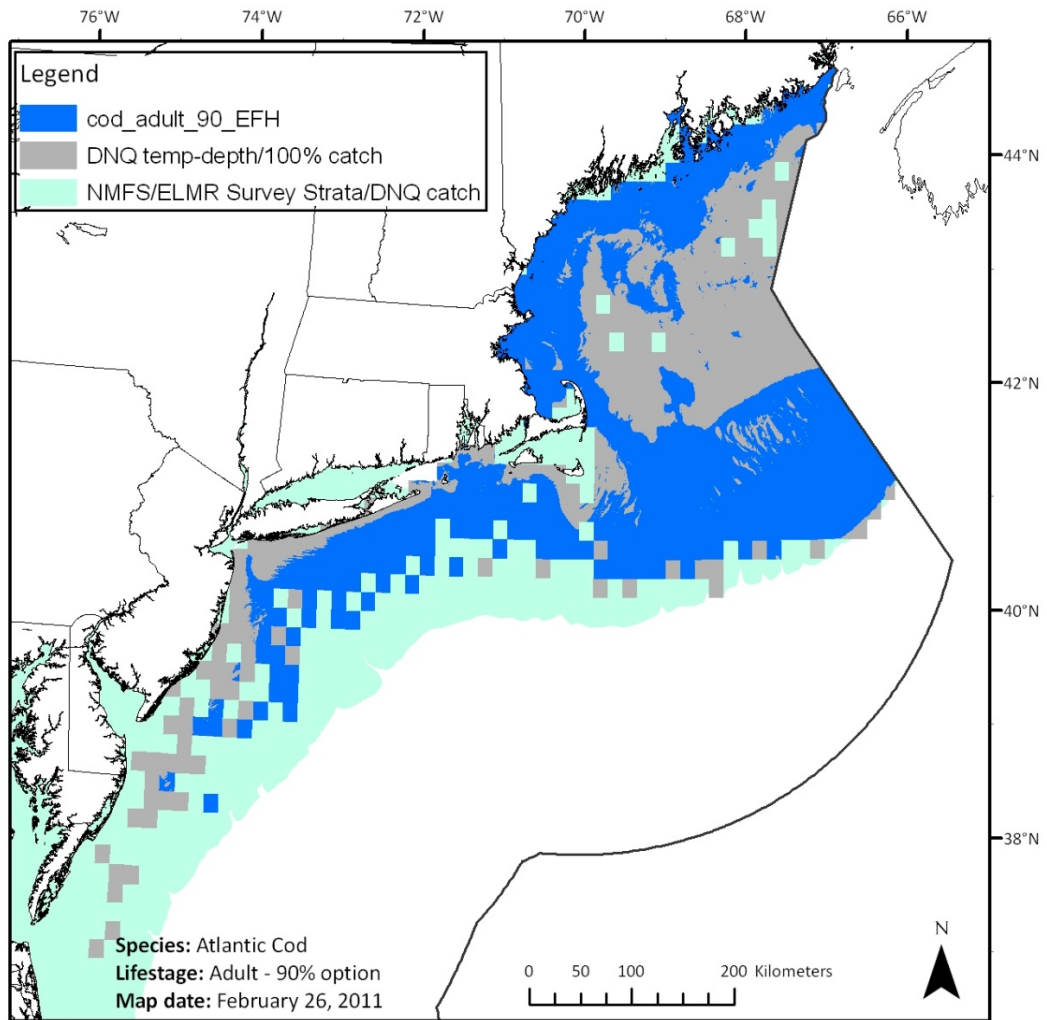 76°W 74°W 72°W 70°W 68°W 66°W
Legend
cod_adult_90_EFH
DNQ temp-depth/100% catch
NMFS/ELMR Survey Strata/DNQ catch
44°N
42°N
40°N
38°N
Species: Atlantic Cod
Lifestage: Adult - 90% option
Map date: February 26, 2011
0 50 100 200 Kilometers
N